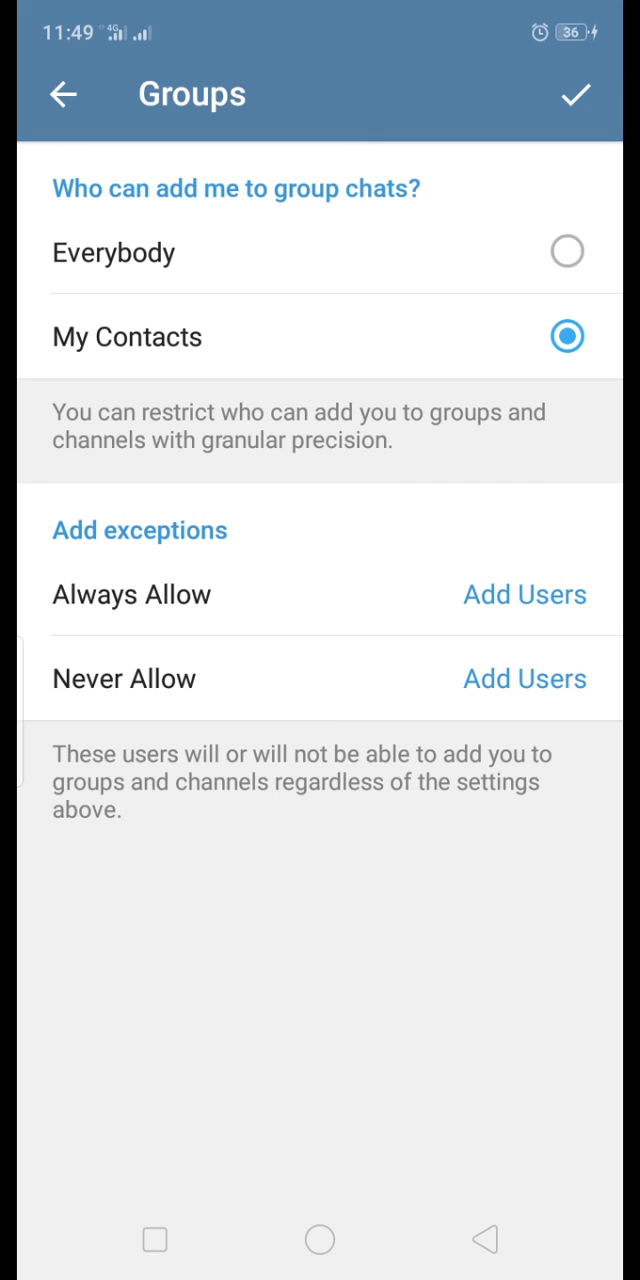 11:49 4G 36
Groups
Who can add me to group chats?
Everybody
My Contacts
You can restrict who can add you to groups and
channels with granular precision.
Add exceptions
Always Allow Add Users
Never Allow Add Users
These users will or will not be able to add you to
groups and channels regardless of the settings
above.